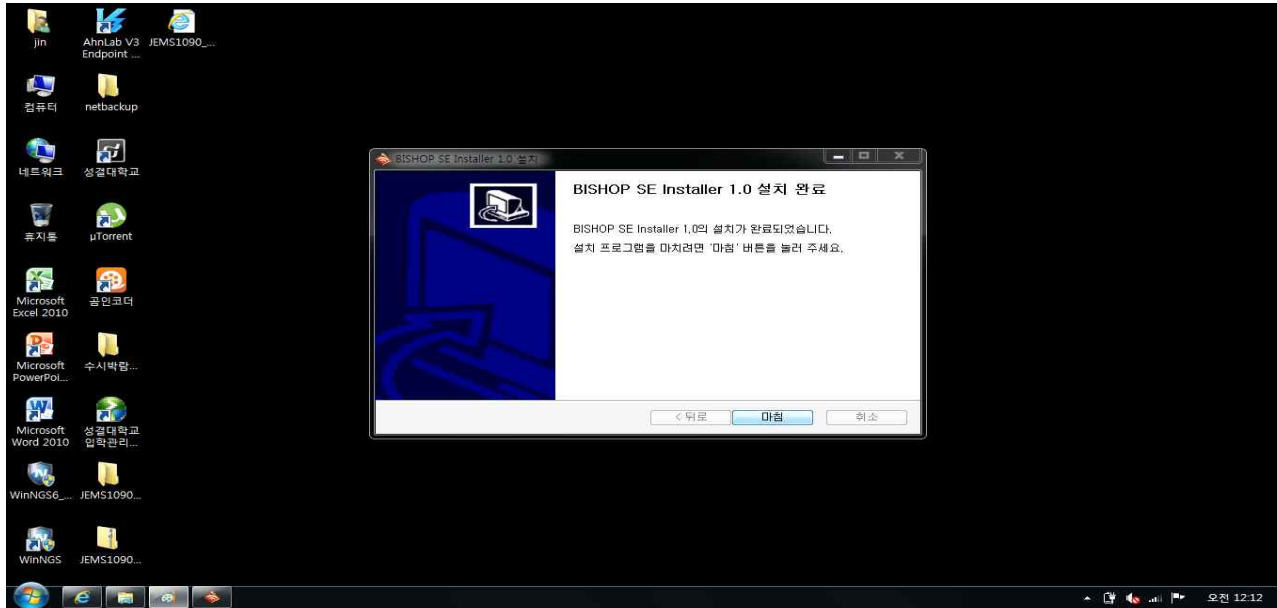 jin
AhnLab V3
Endpoint ...
JEMS1090_...
컴퓨터
netbackup
네트워크
성결대학교
휴지통
μTorrent
Microsoft
Excel 2010
곰인코더
Microsoft
PowerPoi...
수시박람...
Microsoft
Word 2010
성결대학교
입학관리...
WinNGS6_...
JEMS1090...
WinNGS
JEMS1090...
BISHOP SE Installer 1.0 설치
BISHOP SE Installer 1.0 설치 완료
BISHOP SE Installer 1.0의 설치가 완료되었습니다.
설치 프로그램을 마치려면 '마침' 버튼을 눌러 주세요.
< 뒤로
마침
취소
오전 12:12